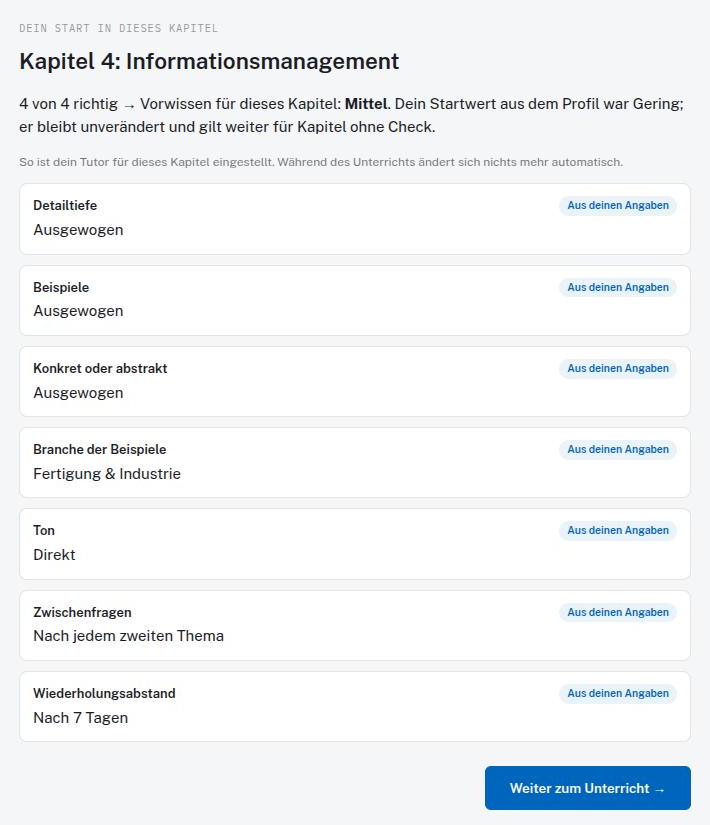 DEIN START IN DIESES KAPITEL
Kapitel 4: Informationsmanagement
4 von 4 richtig → Vorwissen für dieses Kapitel: Mittel. Dein Startwert aus dem Profil war Gering;
er bleibt unverändert und gilt weiter für Kapitel ohne Check.
So ist dein Tutor für dieses Kapitel eingestellt. Während des Unterrichts ändert sich nichts mehr automatisch.
Detailtiefe
Aus deinen Angaben
Ausgewogen
Beispiele
Aus deinen Angaben
Ausgewogen
Konkret oder abstrakt
Aus deinen Angaben
Ausgewogen
Branche der Beispiele
Aus deinen Angaben
Fertigung & Industrie
Ton
Aus deinen Angaben
Direkt
Zwischenfragen
Aus deinen Angaben
Nach jedem zweiten Thema
Wiederholungsabstand
Aus deinen Angaben
Nach 7 Tagen
Weiter zum Unterricht →